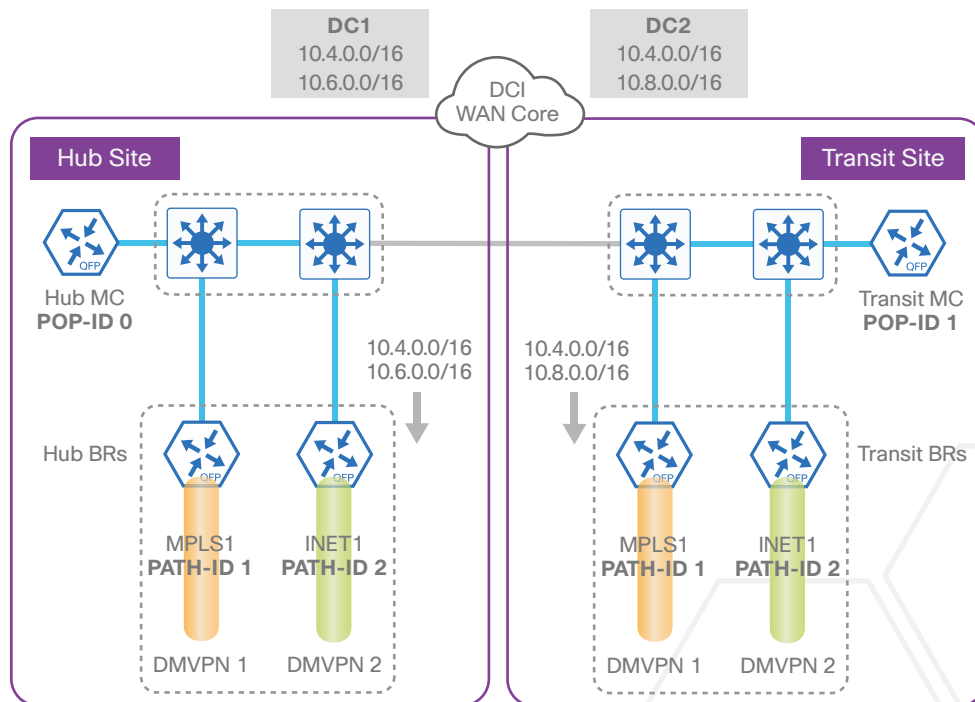 DC1
10.4.0.0/16
10.6.0.0/16
DC2
10.4.0.0/16
10.8.0.0/16
DCI
WAN Core
Hub Site
Transit Site
QFP
Hub MC
POP-ID 0
QFP
Transit MC
POP-ID 1
10.4.0.0/16
10.6.0.0/16
10.4.0.0/16
10.8.0.0/16
Hub BRs
QFP
QFP
MPLS1
PATH-ID 1
INET1
PATH-ID 2
DMVPN 1
DMVPN 2
QFP
QFP
Transit BRs
MPLS1
PATH-ID 1
INET1
PATH-ID 2
DMVPN 1
DMVPN 2